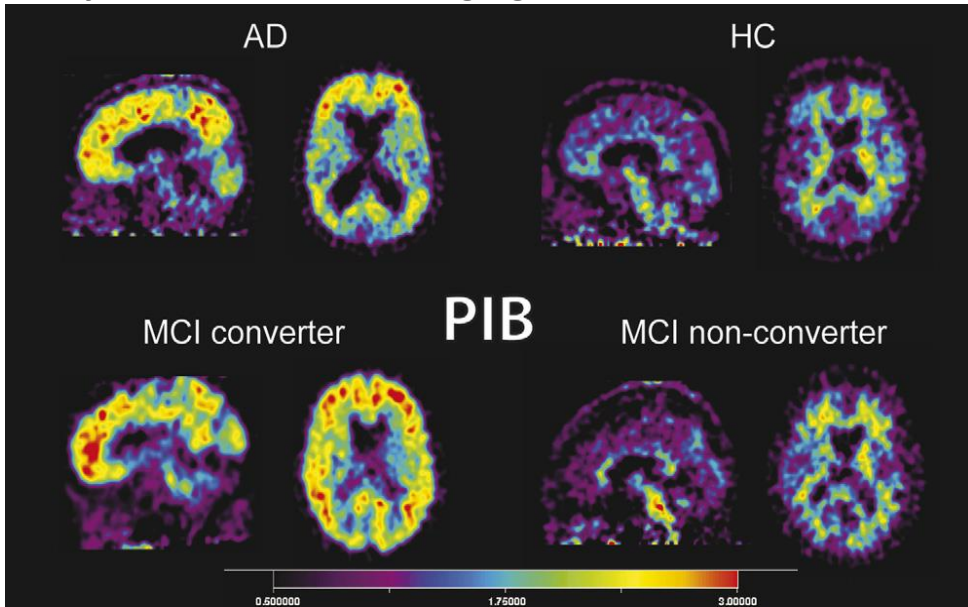 AD
HC
PIB
MCI converter
MCI non-converter
0.500000
1.75000
3.00000